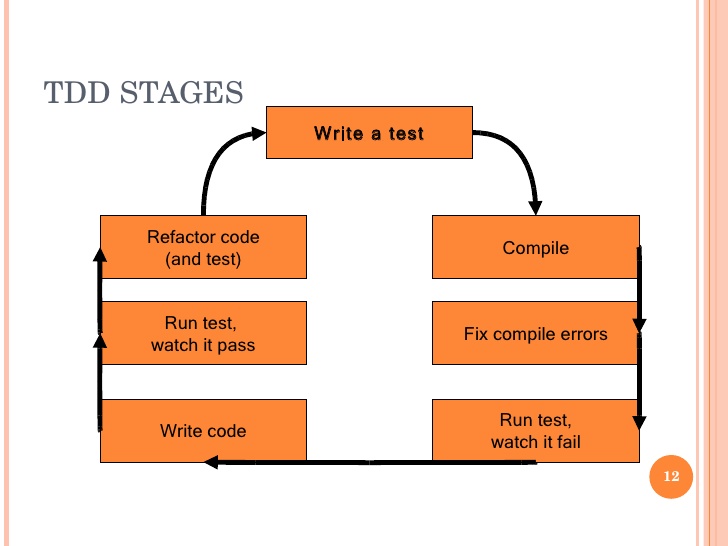 TDD STAGES
Write a test
Refactor code
(and test)
Compile
Run test,
watch it pass
Fix compile errors
Write code
Run test,
watch it fail
12